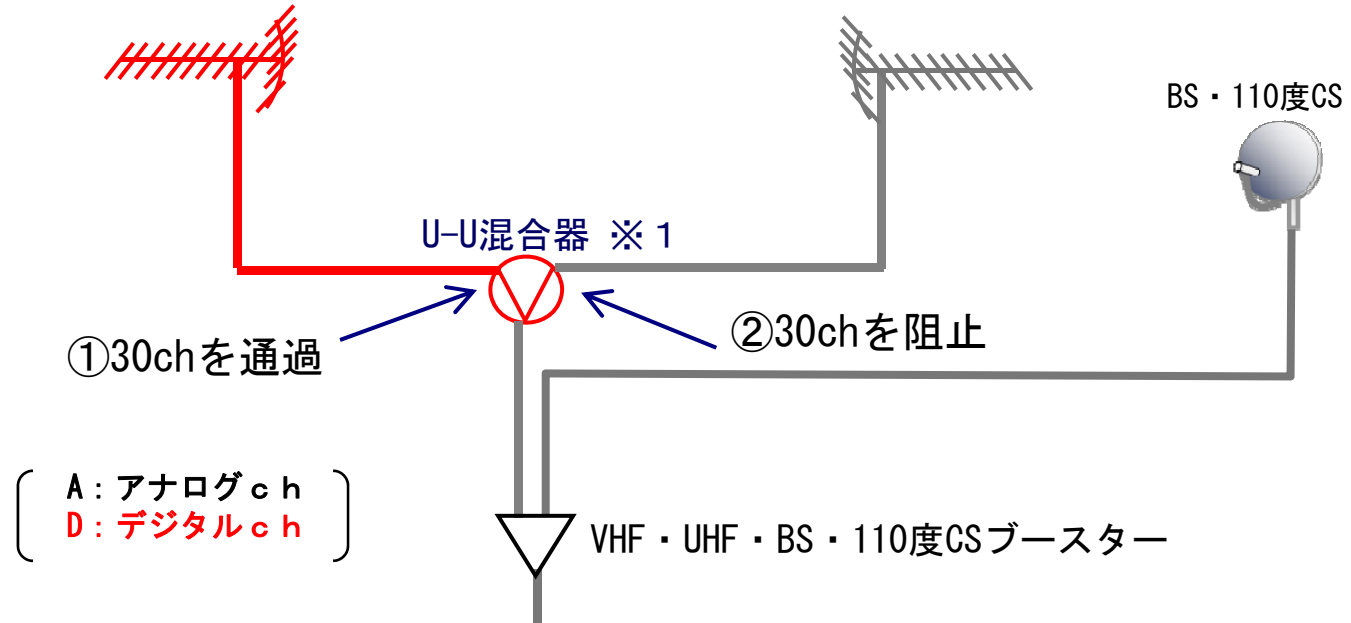 BS・110度CS
U-U混合器 ※１
①30chを通過
②30chを阻止
A：アナログｃｈ
D：デジタルｃｈ
VHF・UHF・BS・110度CSブースター